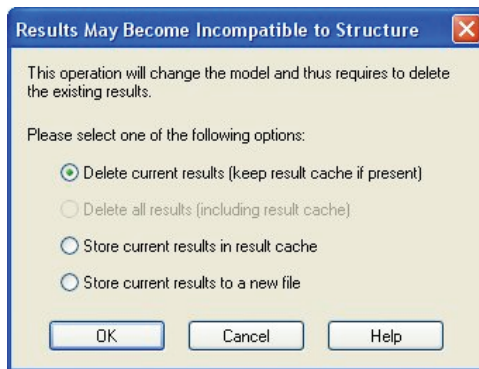 Results May Become Incompatible to Structure
This operation will change the model and thus requires to delete
the existing results.
Please select one of the following options:
Delete current results (keep result cache if present)
Delete all results (including result cache)
Store current results in result cache
Store current results to a new file
OK Cancel Help